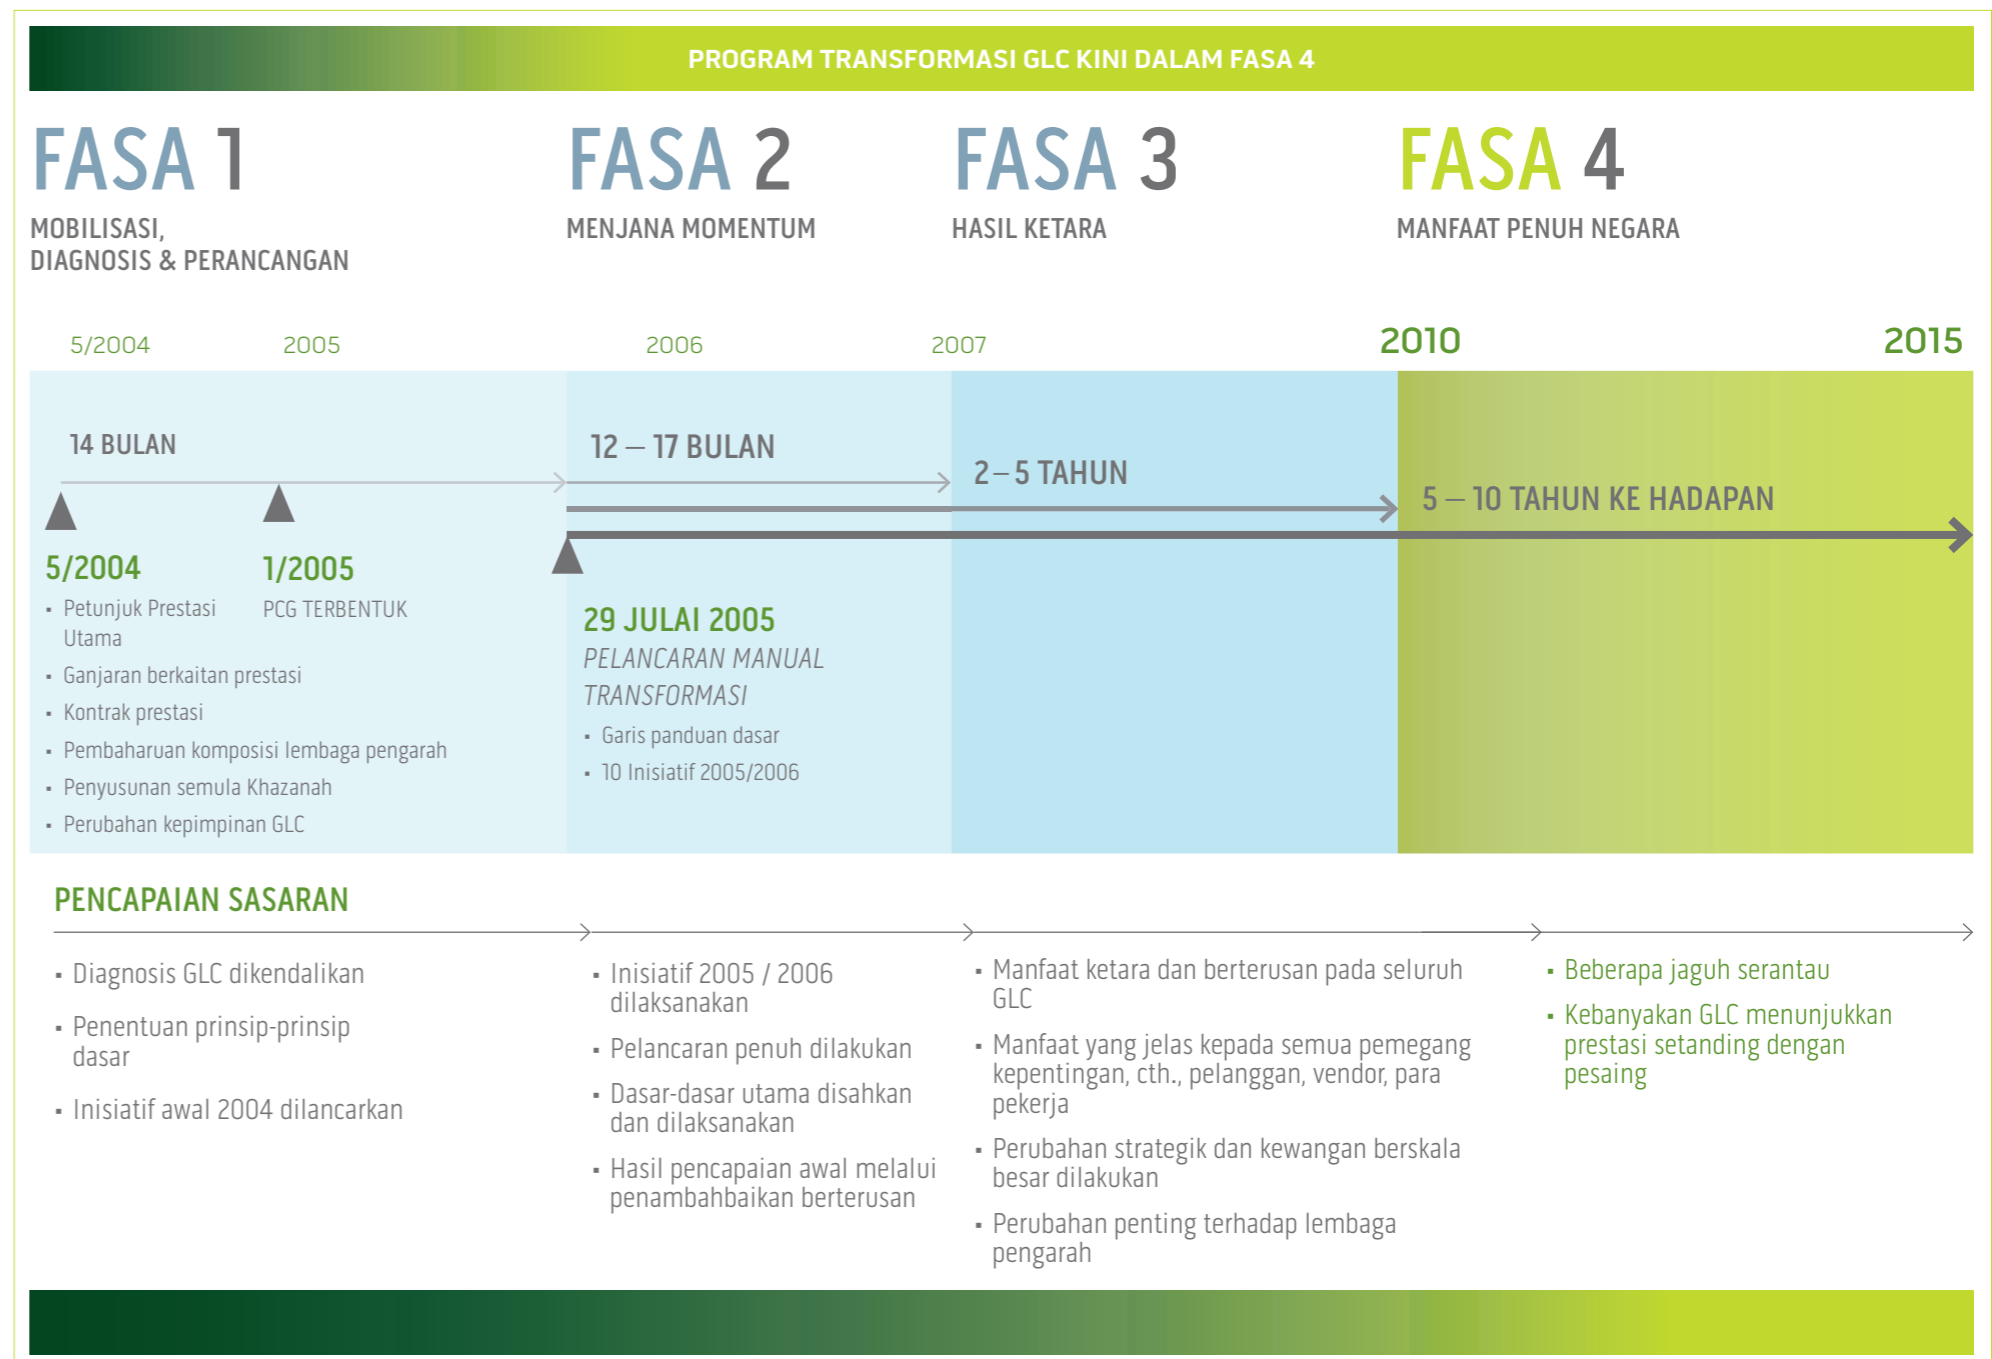 PROGRAM TRANSFORMASI GLC KINI DALAM FASA 4
FASA 1
MOBILISASI,
DIAGNOSIS & PERANCANGAN
FASA 2
MENJANA MOMENTUM
FASA 3
HASIL KETARA
FASA 4
MANFAAT PENUH NEGARA
5/2004
2005
2006
2007
2010
2015
14 BULAN
12 – 17 BULAN
2 – 5 TAHUN
5 – 10 TAHUN KE HADAPAN
5/2004
▪ Petunjuk Prestasi
Utama
▪ Ganjaran berkaitan prestasi
▪ Kontrak prestasi
▪ Pembaharuan komposisi lembaga pengarah
▪ Penyusunan semula Khazanah
▪ Perubahan kepimpinan GLC
1/2005
PCG TERBENTUK
29 JULAI 2005
PELANCARAN MANUAL
TRANSFORMASI
▪ Garis panduan dasar
▪ 10 Inisiatif 2005/2006
PENCAPAIAN SASARAN
▪ Diagnosis GLC dikendalikan
▪ Penentuan prinsip-prinsip
dasar
▪ Inisiatif awal 2004 dilancarkan
▪ Inisiatif 2005 / 2006
dilaksanakan
▪ Pelancaran penuh dilakukan
▪ Dasar-dasar utama disahkan
dan dilaksanakan
▪ Hasil pencapaian awal melalui
penambahbaikan berterusan
▪ Manfaat ketara dan berterusan pada seluruh
GLC
▪ Manfaat yang jelas kepada semua pemegang
kepentingan, cth., pelanggan, vendor, para
pekerja
▪ Perubahan strategik dan kewangan berskala
besar dilakukan
▪ Perubahan penting terhadap lembaga
pengarah
▪ Beberapa jaguh serantau
▪ Kebanyakan GLC menunjukkan
prestasi setanding dengan
pesaing